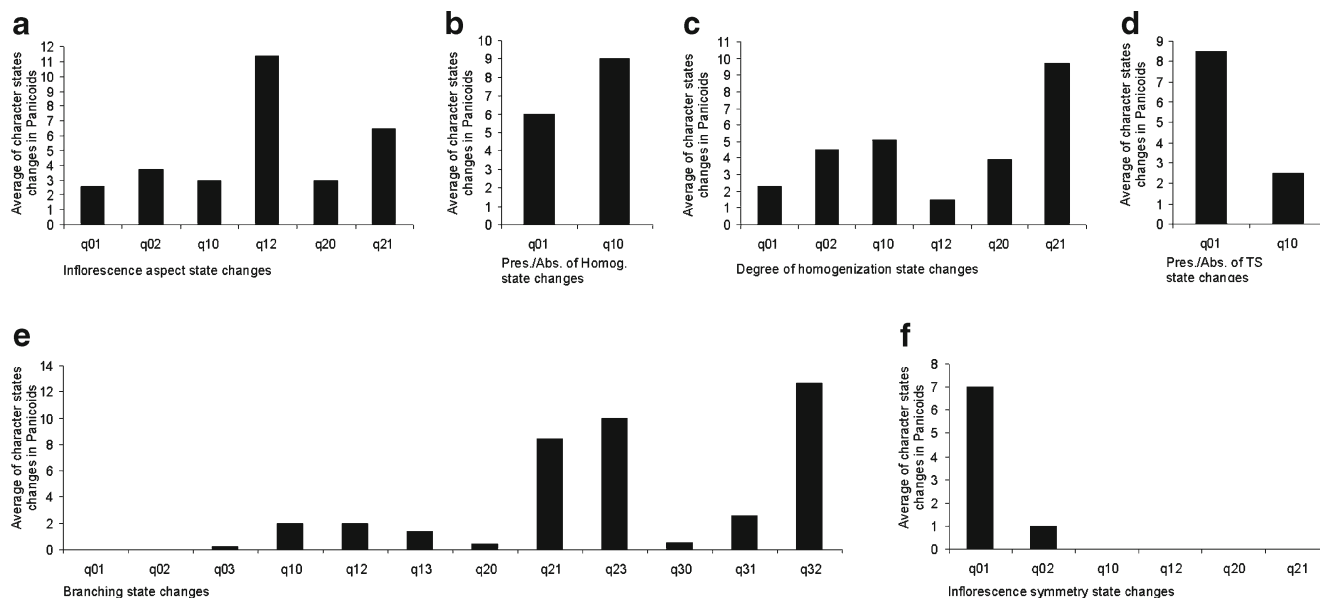 a
Average of character states
changes in Panicoids
12
11
10
9
8
7
6
5
4
3
2
1
0
q01 q02 q10 q12 q20 q21
Inflorescence aspect state changes
b
Average of character states
changes in Panicoids
10
9
8
7
6
5
4
3
2
1
0
q01 q10
Pres./Abs. of Homog.
state changes
c
Average of character states
changes in Panicoids
11
10
9
8
7
6
5
4
3
2
1
0
q01 q02 q10 q12 q20 q21
Degree of homogenization state changes
d
Average of character states
changes in Panicoids
9
8
7
6
5
4
3
2
1
0
q01 q10
Pres./Abs. of TS
state changes
e
Average of character states
changes in Panicoids
14
12
10
8
6
4
2
0
q01 q02 q03 q10 q12 q13 q20 q21 q23 q30 q31 q32
Branching state changes
f
Average of character states
changes in Panicoids
8
7
6
5
4
3
2
1
0
q01 q02 q10 q12 q20 q21
Inflorescence symmetry state changes